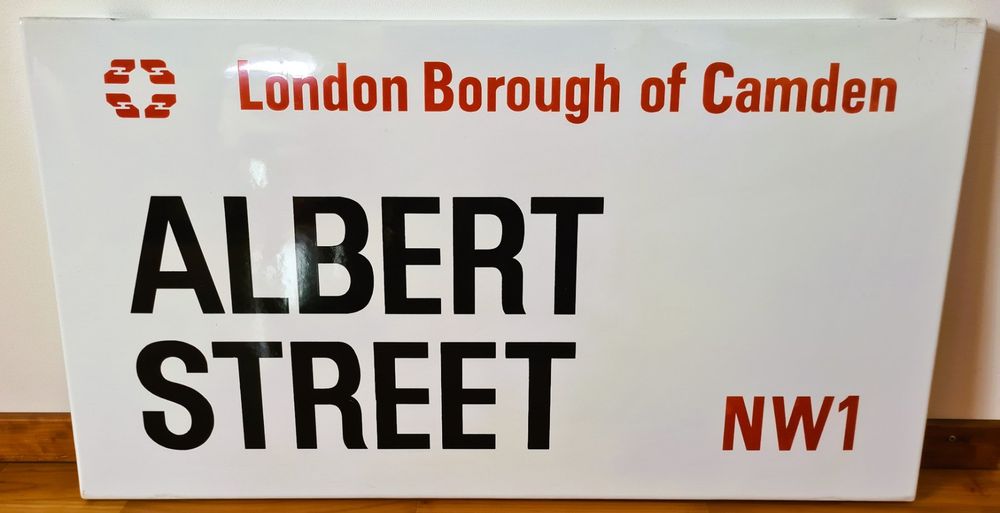 London Borough of Camden
ALBERT
STREET
NW1